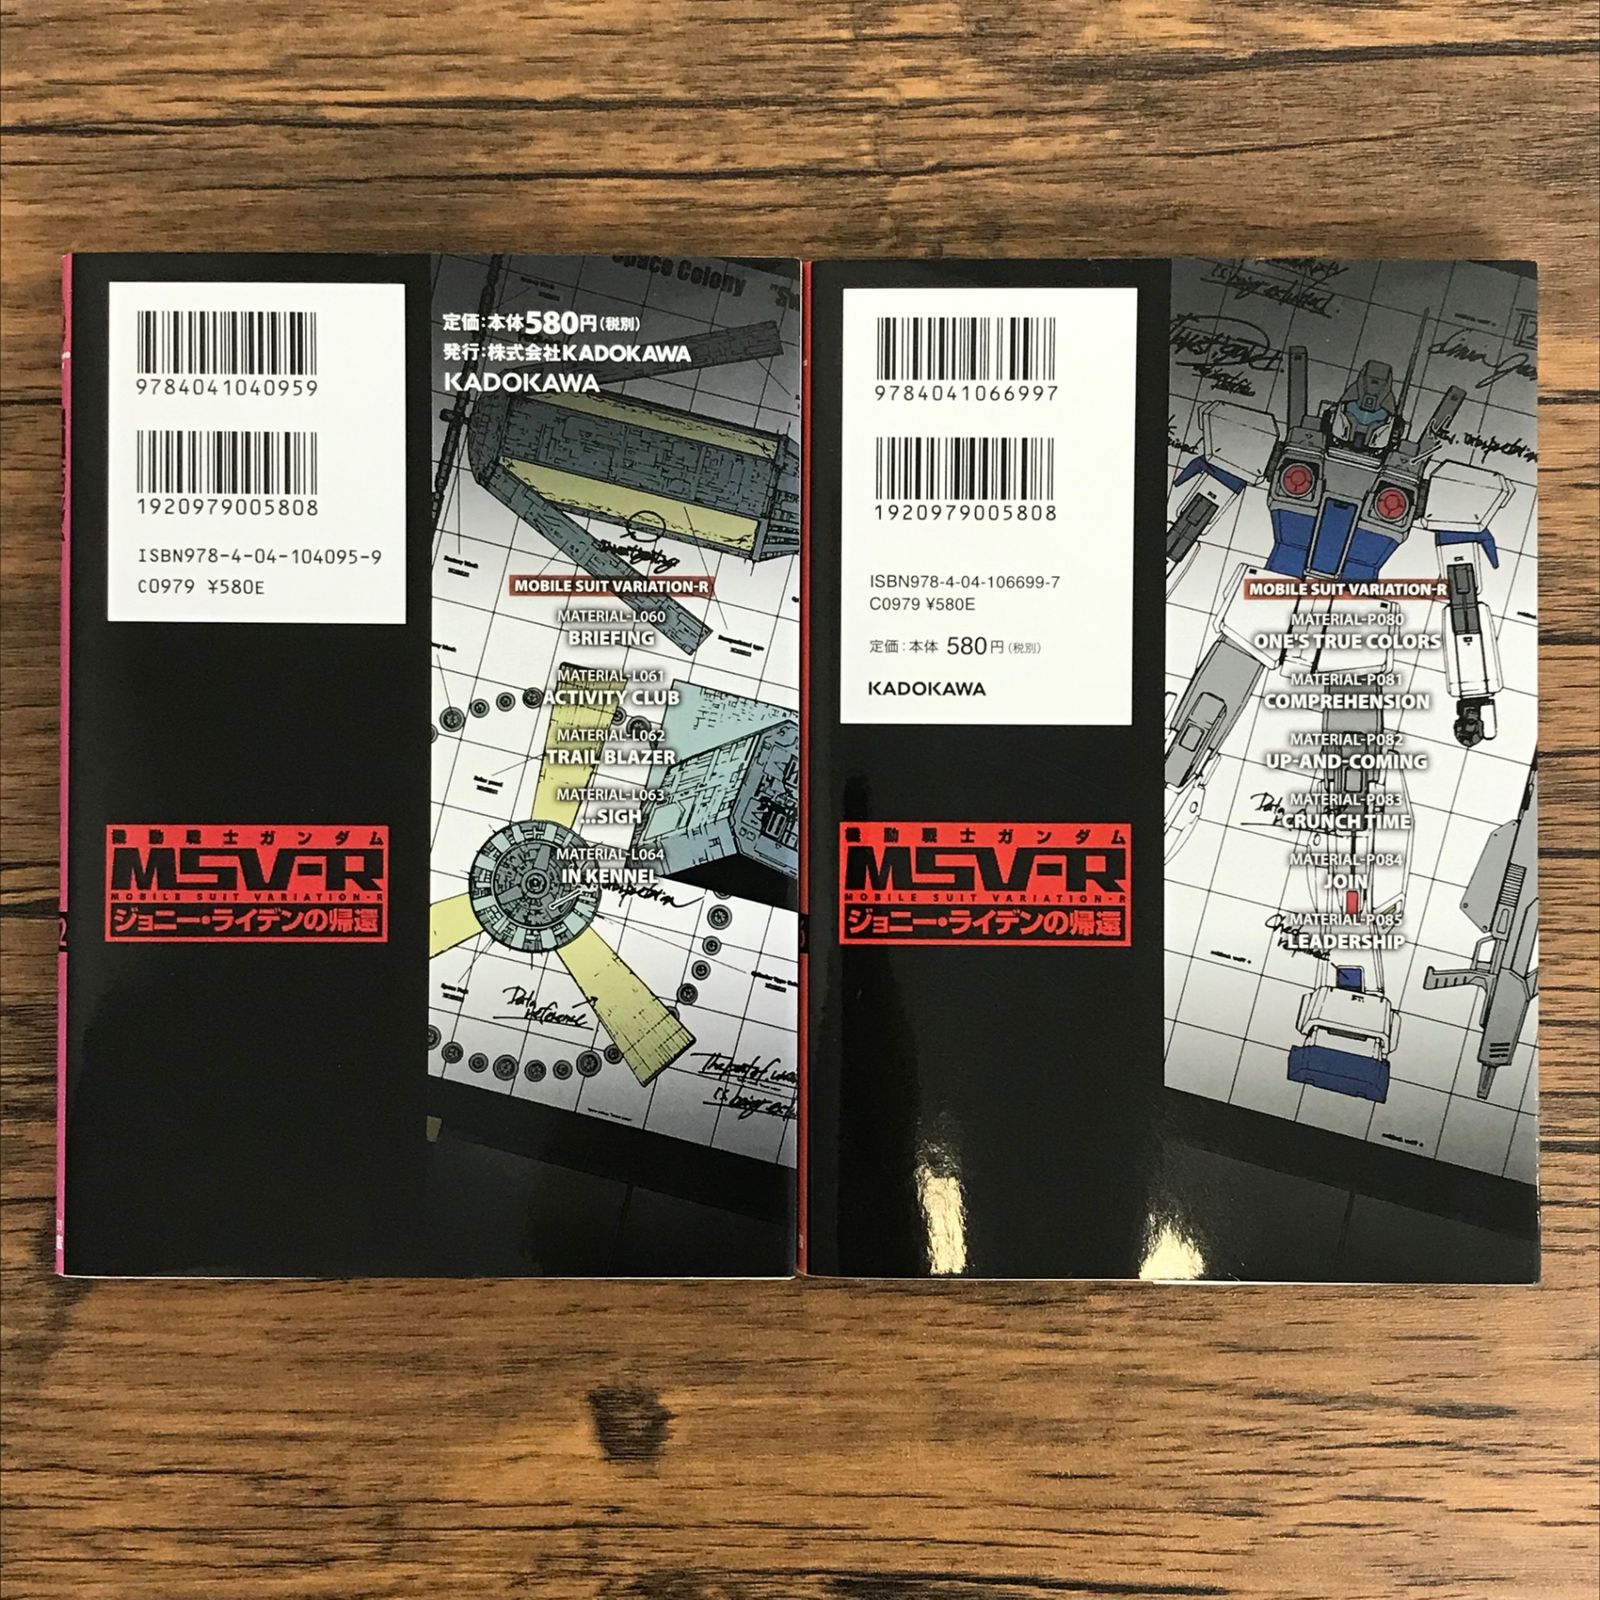 9784041040959
1920979005808
ISBN978-4-04-104095-9
C0979 ¥580E
定価:本体580円(税別)
発行:株式会社KADOKAWA
KADOKAWA
Space Colony
MOBILE SUIT VARIATION-R
MATERIAL-L060
BRIEFING
MATERIAL-L061
ACTIVITY CLUB
MATERIAL-L062
TRAIL BLAZER
MATERIAL-L063
...SIGH
MATERIAL-L064
IN KENNEL
機動戦士ガンダム
MSV-R
MOBILE SUIT VARIATION-R
ジョニー・ライデンの帰還
9784041066997
1920979005808
ISBN978-4-04-106699-7
C0979 ¥580E
定価:本体 580円(税別)
KADOKAWA
MOBILE SUIT VARIATION-R
MATERIAL-P080
ONE'S TRUE COLORS
MATERIAL-P081
COMPREHENSION
MATERIAL-P082
UP-AND-COMING
MATERIAL-P083
CRUNCH TIME
MATERIAL-P084
JOIN
MATERIAL-P085
LEADERSHIP
機動戦士ガンダム
MSV-R
MOBILE SUIT VARIATION-R
ジョニー・ライデンの帰還